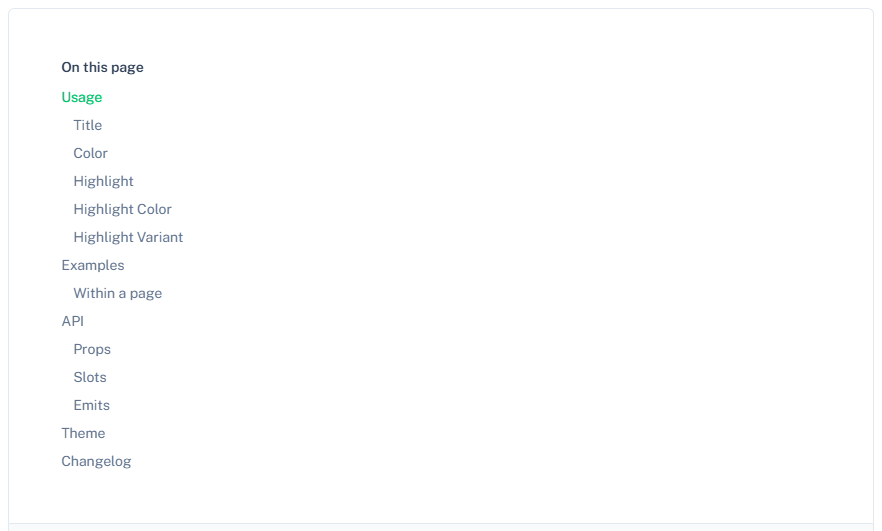 On this page
Usage
Title
Color
Highlight
Highlight Color
Highlight Variant
Examples
Within a page
API
Props
Slots
Emits
Theme
Changelog